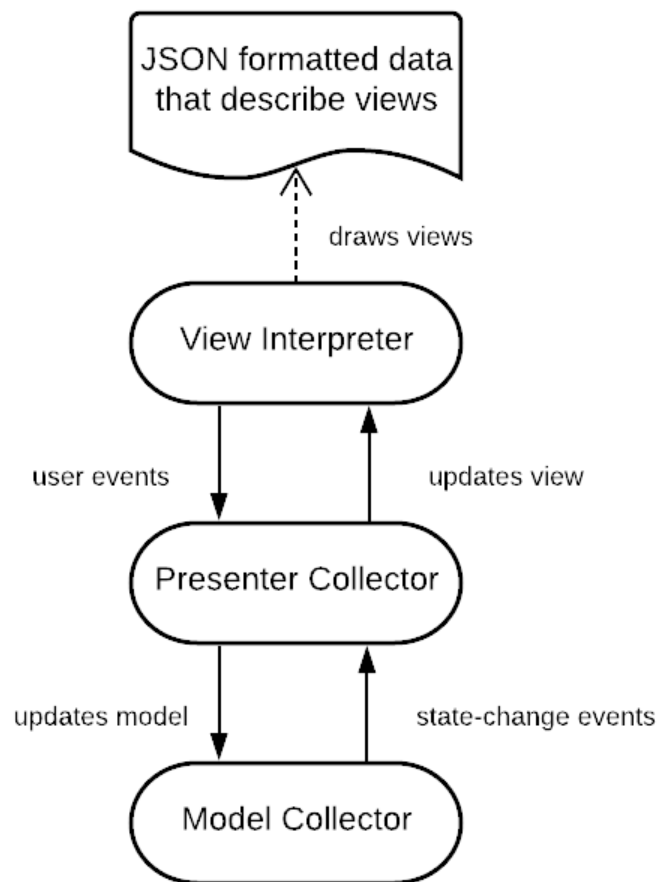 JSON formatted data
that describe views
draws views
View Interpreter
user events
updates view
Presenter Collector
updates model
state-change events
Model Collector